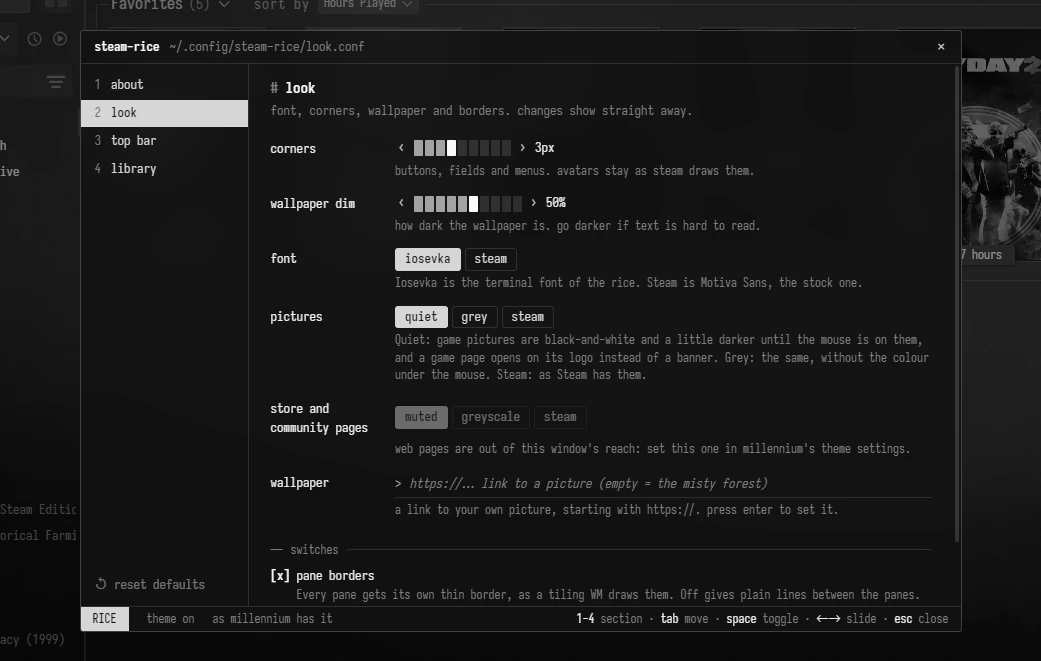 Favorites (5)
sort by Hours Played
steam-rice ~/.config/steam-rice/look.conf ×
1 about
2 look
3 top bar
4 library
# look
font, corners, wallpaper and borders. changes show straight away.
corners ‹ › 3px
buttons, fields and menus. avatars stay as steam draws them.
wallpaper dim ‹ › 50%
how dark the wallpaper is. go darker if text is hard to read.
font iosevka steam
Iosevka is the terminal font of the rice. Steam is Motiva Sans, the stock one.
pictures quiet grey steam
Quiet: game pictures are black-and-white and a little darker until the mouse is on them,
and a game page opens on its logo instead of a banner. Grey: the same, without the colour
under the mouse. Steam: as Steam has them.
store and
community pages muted greyscale steam
web pages are out of this window's reach: set this one in millennium's theme settings.
wallpaper > https://… link to a picture (empty = the misty forest)
a link to your own picture, starting with https://. press enter to set it.
— switches
[x] pane borders
Every pane gets its own thin border, as a tiling WM draws them. Off gives plain lines between the panes.
reset defaults
RICE theme on as millennium has it
1-4 section · tab move · space toggle · ←→ slide · esc close
h
ive
Steam Editic
orical Farmi
acy (1999)
YDAY2
7 hours